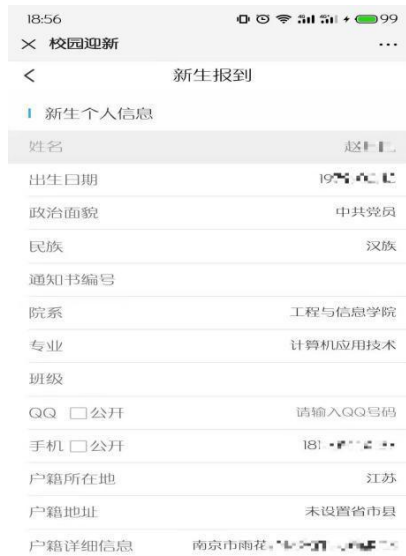 18:56 99
校园迎新
新生报到
新生个人信息
姓名 赵
出生日期
政治面貌 中共党员
民族 汉族
通知书编号
院系 工程与信息学院
专业 计算机应用技术
班级
QQ 公开 请输入QQ号码
手机 公开 181
户籍所在地 江苏
户籍地址 未设置省市县
户籍详细信息 南京市雨花